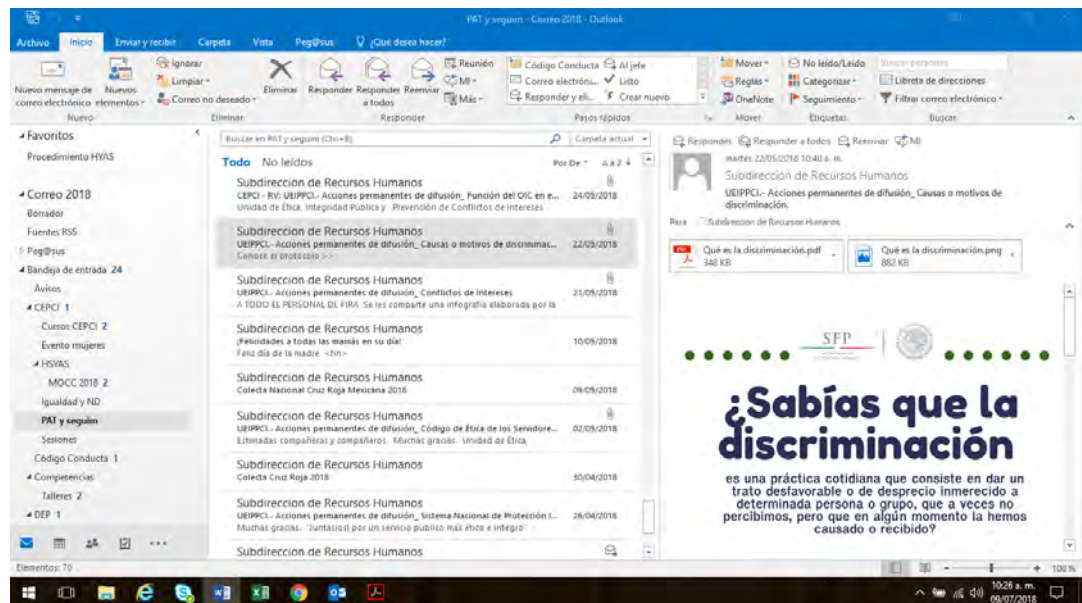 PAT y seguim - Correo 2018 - Outlook
Archivo Inicio Enviar y recibir Carpeta Vista Peg@sus ¿Qué desea hacer?
Nuevo mensaje de correo electrónico
Nuevos elementos
Nuevo
Ignorar
Limpiar
Correo no deseado
Eliminar
Eliminar
Responder
Responder a todos
Reenviar
Reunión
MI
Más
Responder
Código Conducta
Correo electróni...
Responder y eli...
Al jefe
Listo
Crear nuevo
Pasos rápidos
Mover
Reglas
OneNote
Mover
No leído/Leído
Categorizar
Seguimiento
Etiquetas
Buscar personas
Libreta de direcciones
Filtrar correo electrónico
Buscar
Favoritos
Procedimiento HYAS
Correo 2018
Borrador
Fuentes RSS
Peg@sus
Bandeja de entrada 24
Avisos
CEPCI 1
Cursos CEPCI 2
Evento mujeres
HSYAS
MOCC 2018 2
Igualdad y ND
PAT y seguim
Sesiones
Código Conducta 1
Competencias
Talleres 2
DEP 1
Buscar en PAT y seguim (Ctrl+B) Carpeta actual
Todo No leídos Por De A a Z
Subdireccion de Recursos Humanos
CEPCI - RV: UEIPPCI.- Acciones permanentes de difusión_ Función del OIC en e... 24/05/2018
Unidad de Ética, Integridad Pública y Prevención de Conflictos de Intereses
Subdireccion de Recursos Humanos
UEIPPCI.- Acciones permanentes de difusión_ Causas o motivos de discriminac... 22/05/2018
Conoce el protocolo >>
Subdireccion de Recursos Humanos
UEIPPCI.- Acciones permanentes de difusión_ Conflictos de Intereses 21/05/2018
A TODO EL PERSONAL DE FIRA Se les comparte una infografía elaborada por la
Subdireccion de Recursos Humanos
¡Felicidades a todas las mamás en su día! 10/05/2018
Feliz día de la madre <fin>
Subdireccion de Recursos Humanos
Colecta Nacional Cruz Roja Mexicana 2018 09/05/2018
Subdireccion de Recursos Humanos
UEIPPCI.- Acciones permanentes de difusión_ Código de Ética de los Servidore... 02/05/2018
Estimadas compañeras y compañeros. Muchas gracias. Unidad de Ética,
Subdireccion de Recursos Humanos
Colecta Cruz Roja 2018 30/04/2018
Subdireccion de Recursos Humanos
UEIPPCI.- Acciones permanentes de difusión_ Sistema Nacional de Protección I... 26/04/2018
Muchas gracias. "Juntas(os) por un servicio público más ético e íntegro"
Subdireccion de Recursos Humanos
Responder Responder a todos Reenviar MI
martes 22/05/2018 10:40 a. m.
Subdireccion de Recursos Humanos
UEIPPCI.- Acciones permanentes de difusión_ Causas o motivos de
discriminación.
Para Subdireccion de Recursos Humanos
Qué es la discriminación.pdf
348 KB
Qué es la discriminación.png
882 KB
SFP
¿Sabías que la
discriminación
es una práctica cotidiana que consiste en dar un
trato desfavorable o de desprecio inmerecido a
determinada persona o grupo, que a veces no
percibimos, pero que en algún momento la hemos
causado o recibido?
Elementos: 70
100 %
10:26 a. m.
09/07/2018